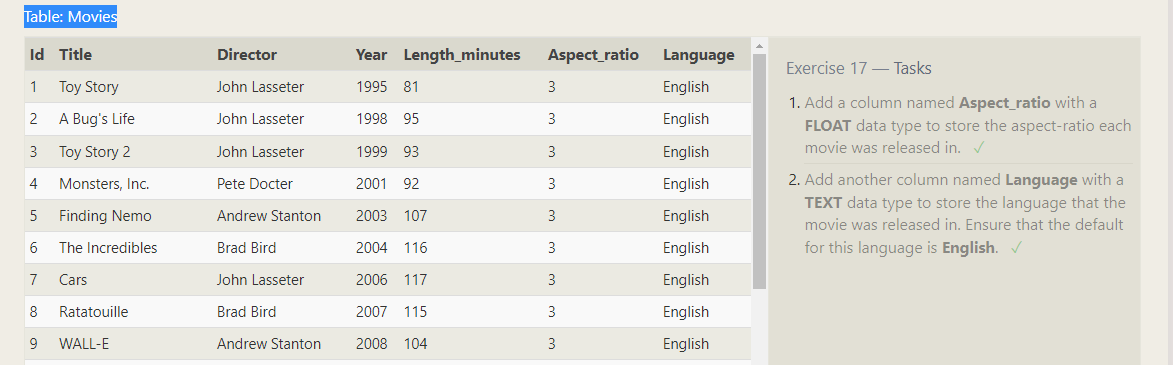 Table: Movies
Id Title Director Year Length_minutes Aspect_ratio Language
1 Toy Story John Lasseter 1995 81 3 English
2 A Bug's Life John Lasseter 1998 95 3 English
3 Toy Story 2 John Lasseter 1999 93 3 English
4 Monsters, Inc. Pete Docter 2001 92 3 English
5 Finding Nemo Andrew Stanton 2003 107 3 English
6 The Incredibles Brad Bird 2004 116 3 English
7 Cars John Lasseter 2006 117 3 English
8 Ratatouille Brad Bird 2007 115 3 English
9 WALL-E Andrew Stanton 2008 104 3 English
Exercise 17 — Tasks
1. Add a column named Aspect_ratio with a
FLOAT data type to store the aspect-ratio each
movie was released in. ✓
2. Add another column named Language with a
TEXT data type to store the language that the
movie was released in. Ensure that the default
for this language is English. ✓